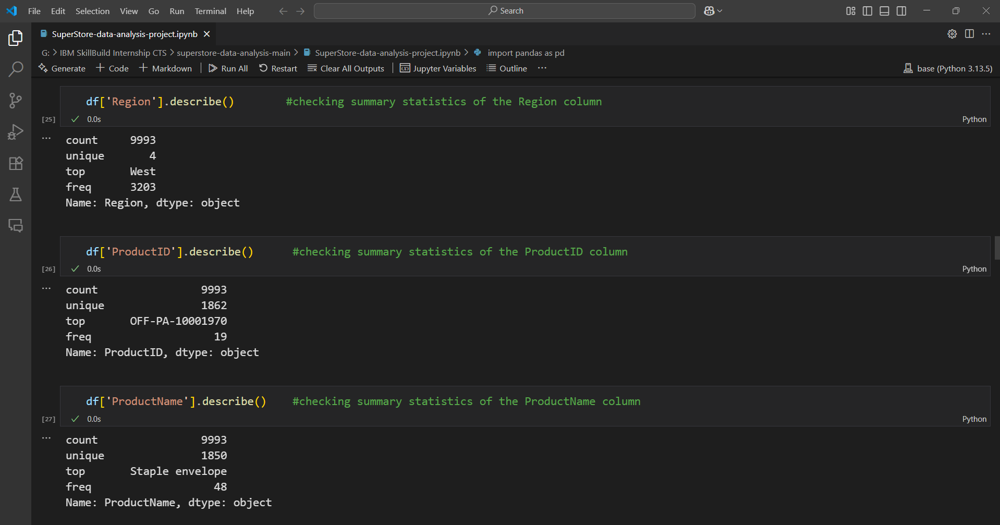 File Edit Selection View Go Run Terminal Help Search
SuperStore-data-analysis-project.ipynb
G: > IBM SkillBuild Internship CTS > superstore-data-analysis-main > SuperStore-data-analysis-project.ipynb > import pandas as pd
Generate + Code + Markdown Run All Restart Clear All Outputs Jupyter Variables Outline ... base (Python 3.13.5)
df['Region'].describe() #checking summary statistics of the Region column
[25] 0.0s Python
count 9993
unique 4
top West
freq 3203
Name: Region, dtype: object
df['ProductID'].describe() #checking summary statistics of the ProductID column
[26] 0.0s Python
count 9993
unique 1862
top OFF-PA-10001970
freq 19
Name: ProductID, dtype: object
df['ProductName'].describe() #checking summary statistics of the ProductName column
[27] 0.0s Python
count 9993
unique 1850
top Staple envelope
freq 48
Name: ProductName, dtype: object